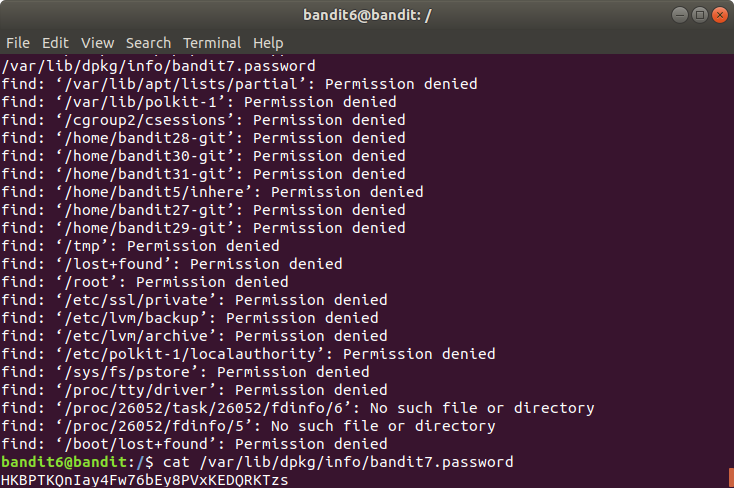 bandit6@bandit: /
File Edit View Search Terminal Help
/var/lib/dpkg/info/bandit7.password
find: ‘/var/lib/apt/lists/partial’: Permission denied
find: ‘/var/lib/polkit-1’: Permission denied
find: ‘/cgroup2/csessions’: Permission denied
find: ‘/home/bandit28-git’: Permission denied
find: ‘/home/bandit30-git’: Permission denied
find: ‘/home/bandit31-git’: Permission denied
find: ‘/home/bandit5/inhere’: Permission denied
find: ‘/home/bandit27-git’: Permission denied
find: ‘/home/bandit29-git’: Permission denied
find: ‘/tmp’: Permission denied
find: ‘/lost+found’: Permission denied
find: ‘/root’: Permission denied
find: ‘/etc/ssl/private’: Permission denied
find: ‘/etc/lvm/backup’: Permission denied
find: ‘/etc/lvm/archive’: Permission denied
find: ‘/etc/polkit-1/localauthority’: Permission denied
find: ‘/sys/fs/pstore’: Permission denied
find: ‘/proc/tty/driver’: Permission denied
find: ‘/proc/26052/task/26052/fdinfo/6’: No such file or directory
find: ‘/proc/26052/fdinfo/5’: No such file or directory
find: ‘/boot/lost+found’: Permission denied
bandit6@bandit:/$ cat /var/lib/dpkg/info/bandit7.password
HKBPTKQnIay4Fw76bEy8PVxKEDQRKTzs